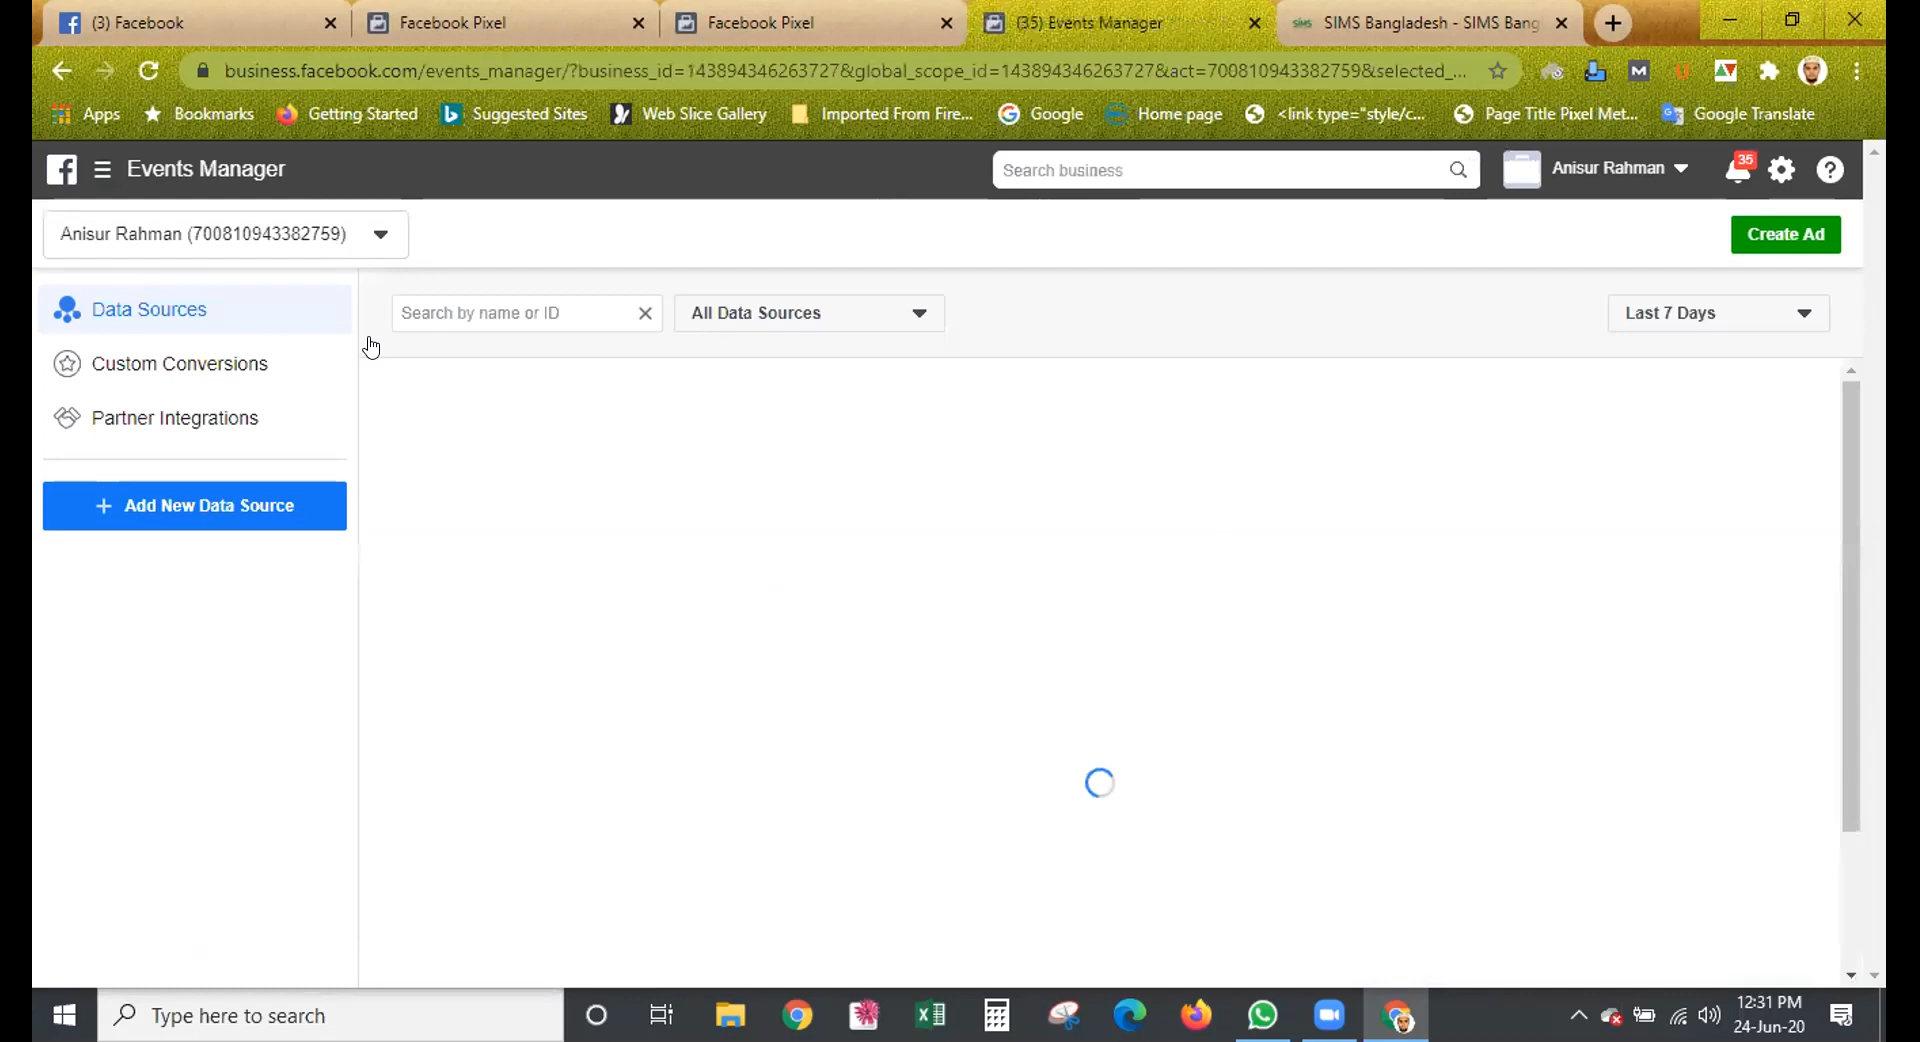 (3) Facebook
Facebook Pixel
Facebook Pixel
(35) Events Manager
SIMS Bangladesh - SIMS Bang
business.facebook.com/events_manager/?business_id=143894346263727&global_scope_id=143894346263727&act=700810943382759&selected_...
Apps
Bookmarks
Getting Started
Suggested Sites
Web Slice Gallery
Imported From Fire...
Google
Home page
<link type="style/c...
Page Title Pixel Met...
Google Translate
Events Manager
Search business
Anisur Rahman
35
Anisur Rahman (700810943382759)
Create Ad
Data Sources
Search by name or ID
All Data Sources
Last 7 Days
Custom Conversions
Partner Integrations
+ Add New Data Source
Type here to search
12:31 PM
24-Jun-20